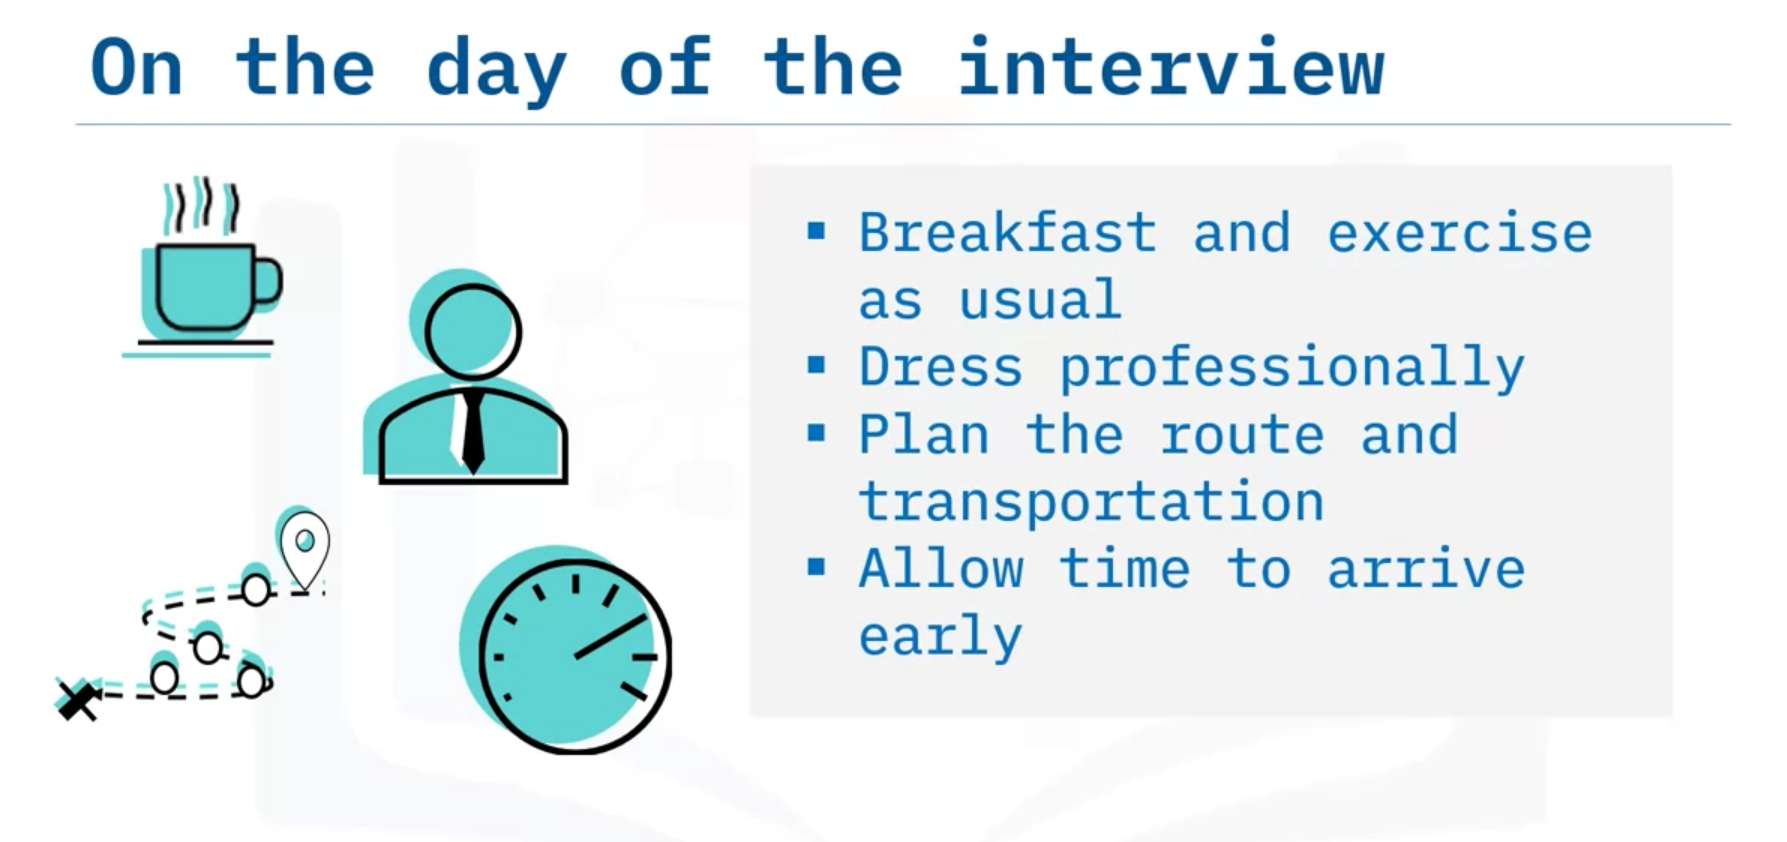 On the day of the interview
▪ Breakfast and exercise
as usual
▪ Dress professionally
▪ Plan the route and
transportation
▪ Allow time to arrive
early